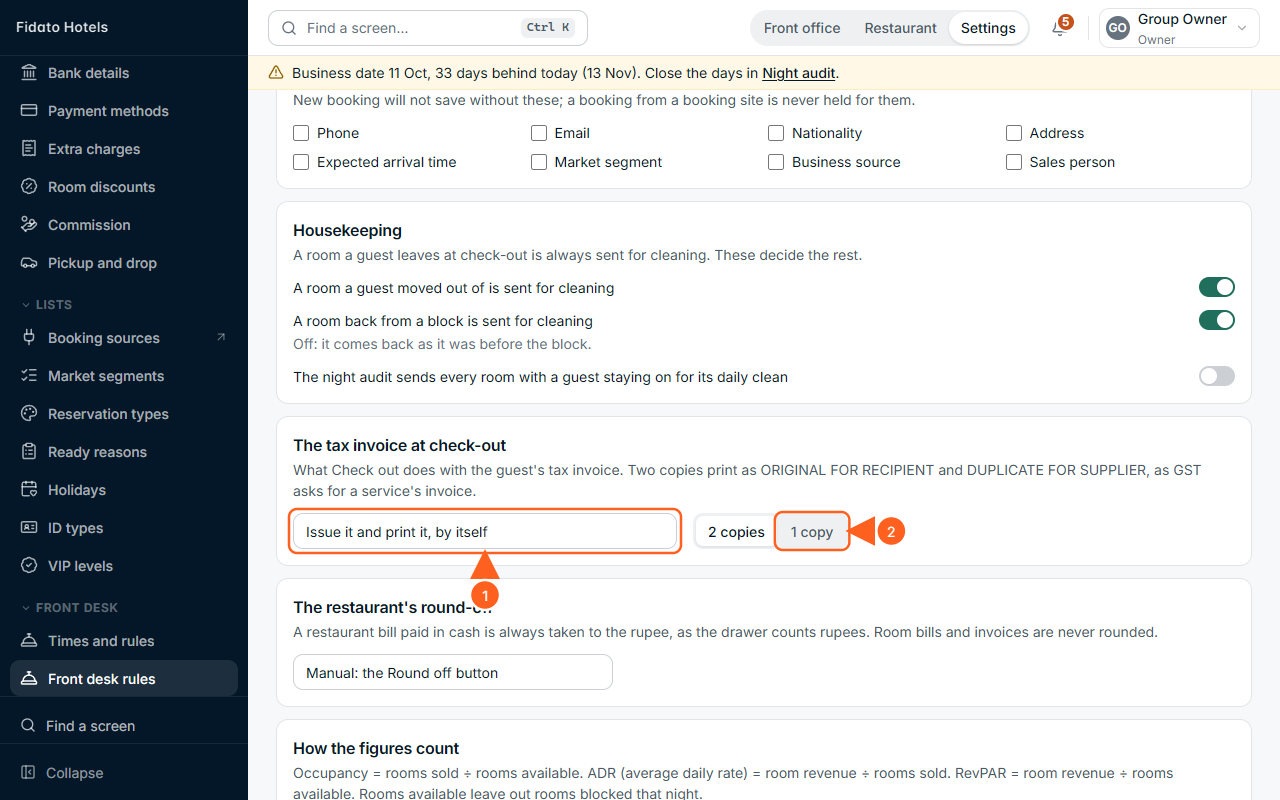 Fidato Hotels
Find a screen...
Ctrl K
Front office
Restaurant
Settings
5
GO
Group Owner
Owner
Business date 11 Oct, 33 days behind today (13 Nov). Close the days in Night audit.
Bank details
Payment methods
Extra charges
Room discounts
Commission
Pickup and drop
LISTS
Booking sources
Market segments
Reservation types
Ready reasons
Holidays
ID types
VIP levels
FRONT DESK
Times and rules
Front desk rules
Find a screen
Collapse
New booking will not save without these; a booking from a booking site is never held for them.
Phone
Email
Nationality
Address
Expected arrival time
Market segment
Business source
Sales person
Housekeeping
A room a guest leaves at check-out is always sent for cleaning. These decide the rest.
A room a guest moved out of is sent for cleaning
A room back from a block is sent for cleaning
Off: it comes back as it was before the block.
The night audit sends every room with a guest staying on for its daily clean
The tax invoice at check-out
What Check out does with the guest's tax invoice. Two copies print as ORIGINAL FOR RECIPIENT and DUPLICATE FOR SUPPLIER, as GST
asks for a service's invoice.
Issue it and print it, by itself
2 copies
1 copy
2
1
The restaurant's
A restaurant bill paid in cash is always taken to the rupee, as the drawer counts rupees. Room bills and invoices are never rounded.
Manual: the Round off button
How the figures count
Occupancy = rooms sold ÷ rooms available. ADR (average daily rate) = room revenue ÷ rooms sold. RevPAR = room revenue ÷ rooms
available. Rooms available leave out rooms blocked that night.